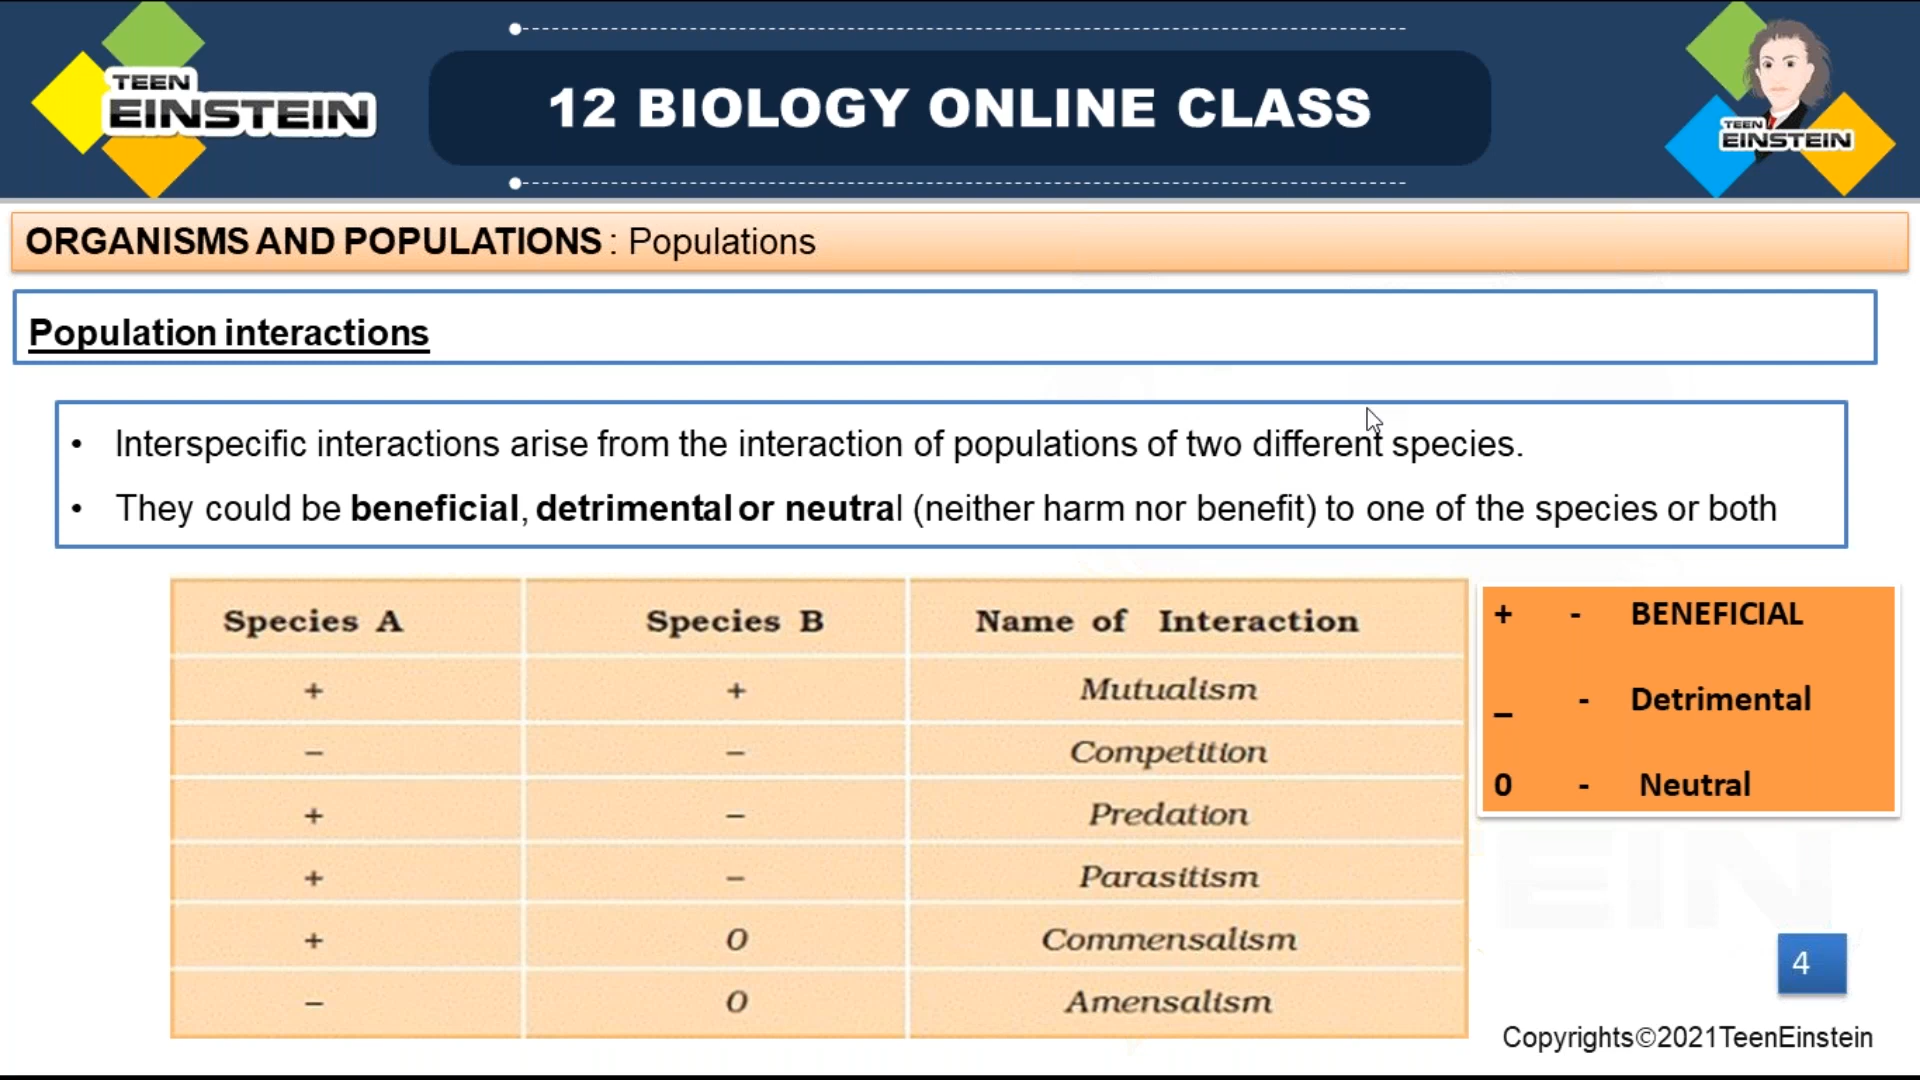 TEEN
EINSTEIN
12 BIOLOGY ONLINE CLASS
TEEN
EINSTEIN
ORGANISMS AND POPULATIONS : Populations
Population interactions
• Interspecific interactions arise from the interaction of populations of two different species.
• They could be beneficial, detrimental or neutral (neither harm nor benefit) to one of the species or both
Species A Species B Name of Interaction
+ + Mutualism
– – Competition
+ – Predation
+ – Parasitism
+ 0 Commensalism
– 0 Amensalism
+ - BENEFICIAL
_ - Detrimental
0 - Neutral
EIN
4
Copyrights©2021TeenEinstein